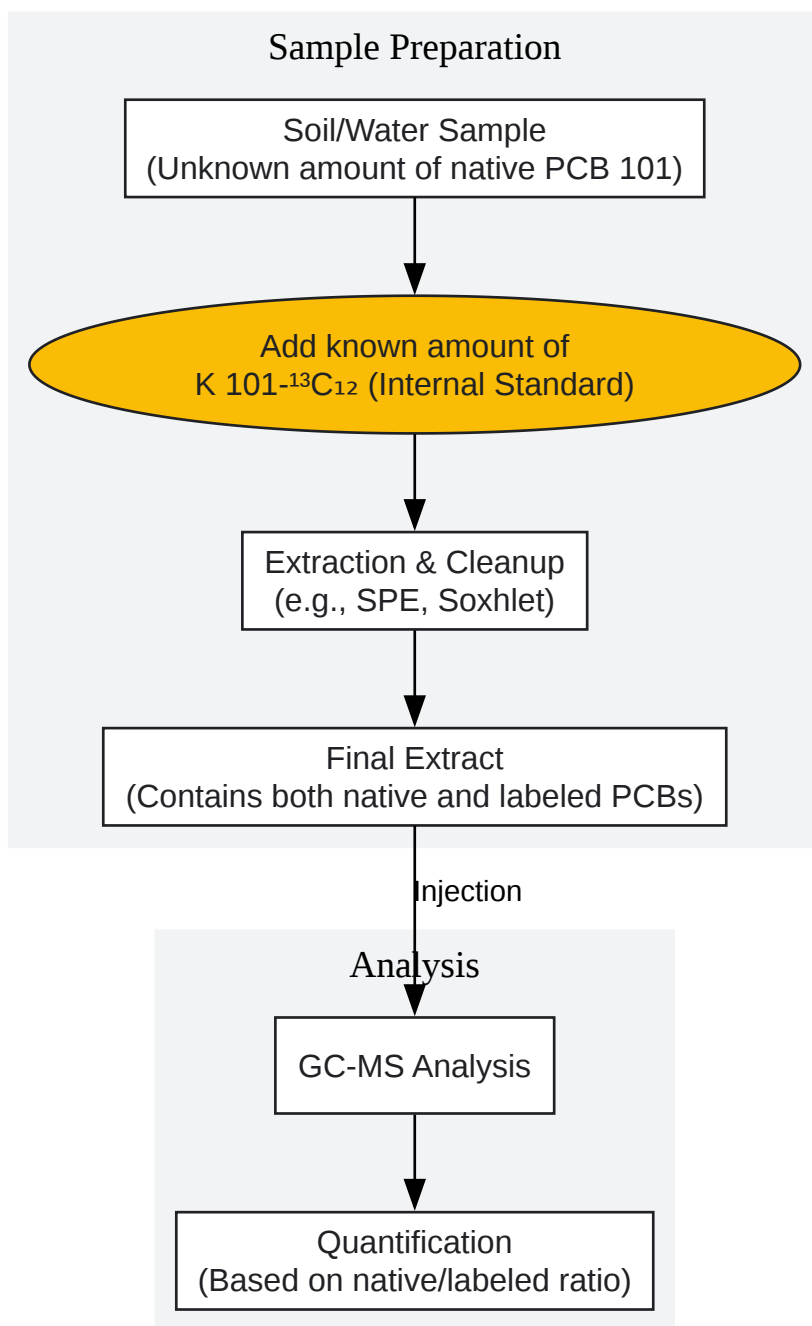 Sample Preparation
Soil/Water Sample
(Unknown amount of native PCB 101)
Add known amount of
K 101-¹³C₁₂ (Internal Standard)
Extraction & Cleanup
(e.g., SPE, Soxhlet)
Final Extract
(Contains both native and labeled PCBs)
Injection
Analysis
GC-MS Analysis
Quantification
(Based on native/labeled ratio)